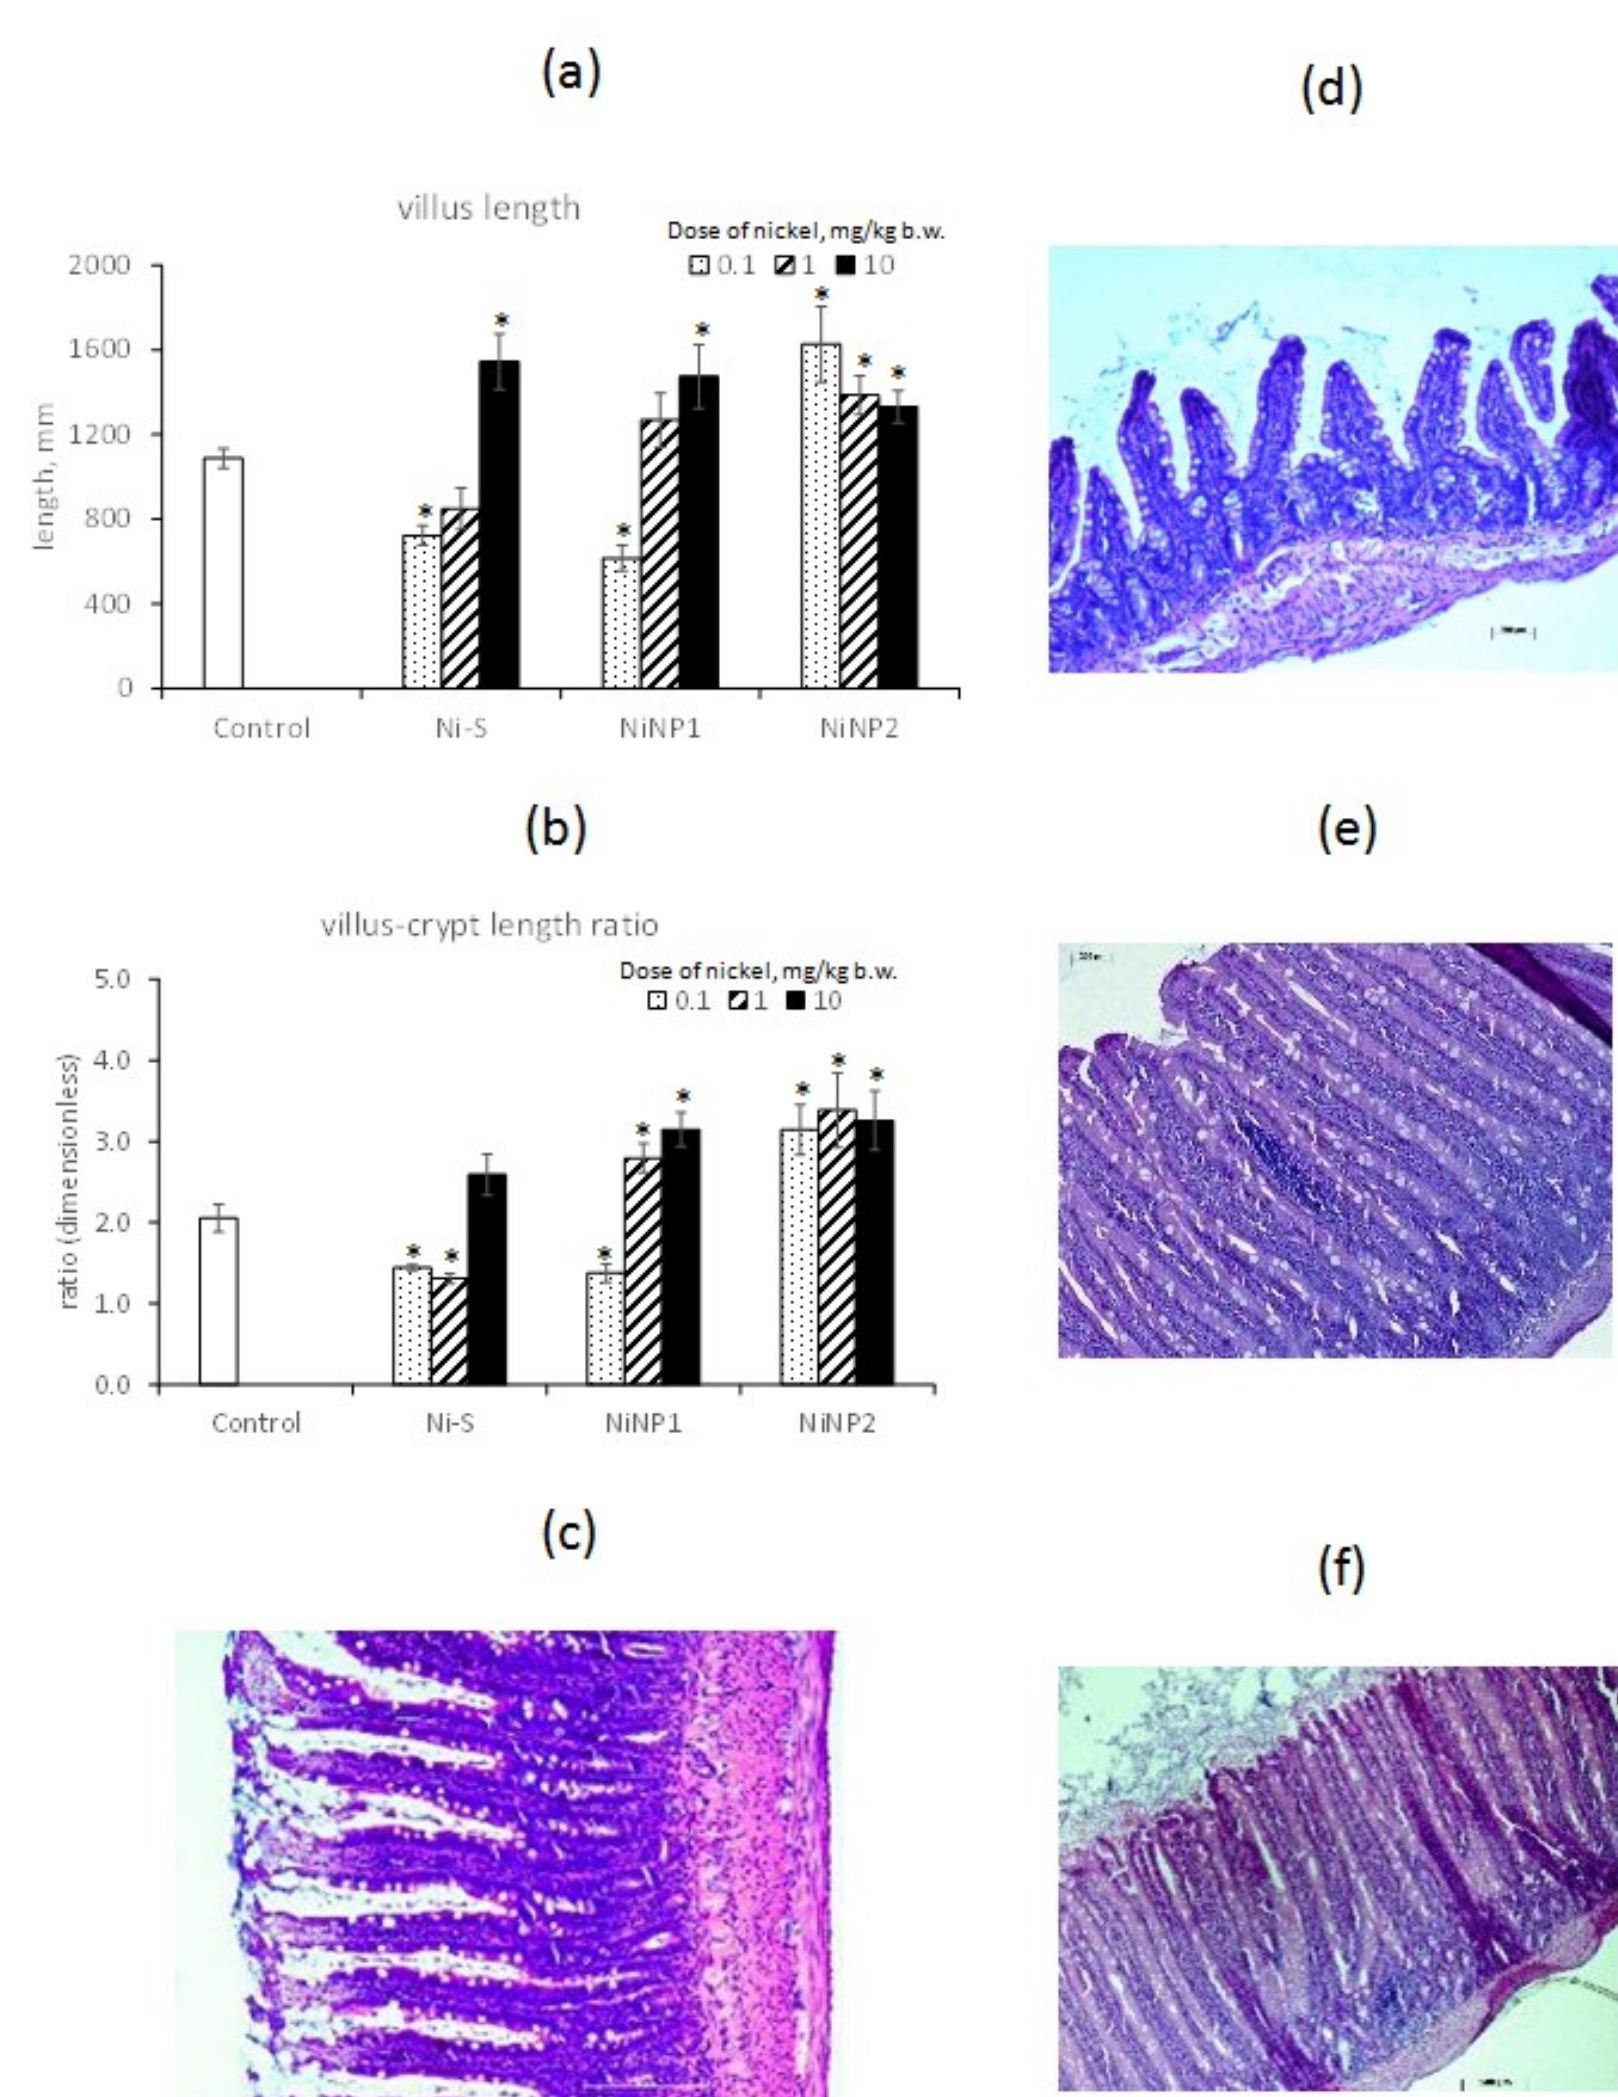 (a)
villus length
Dose of nickel, mg/kg b.w.
0.1 1 10
2000
1600
1200
800
400
0
length, mm
* * * * * * *
Control Ni-S NiNP1 NiNP2
(b)
villus-crypt length ratio
Dose of nickel, mg/kg b.w.
0.1 1 10
5.0
4.0
3.0
2.0
1.0
0.0
ratio (dimensionless)
* * * * * * * *
Control Ni-S NiNP1 NiNP2
(c)
(d)
(e)
(f)